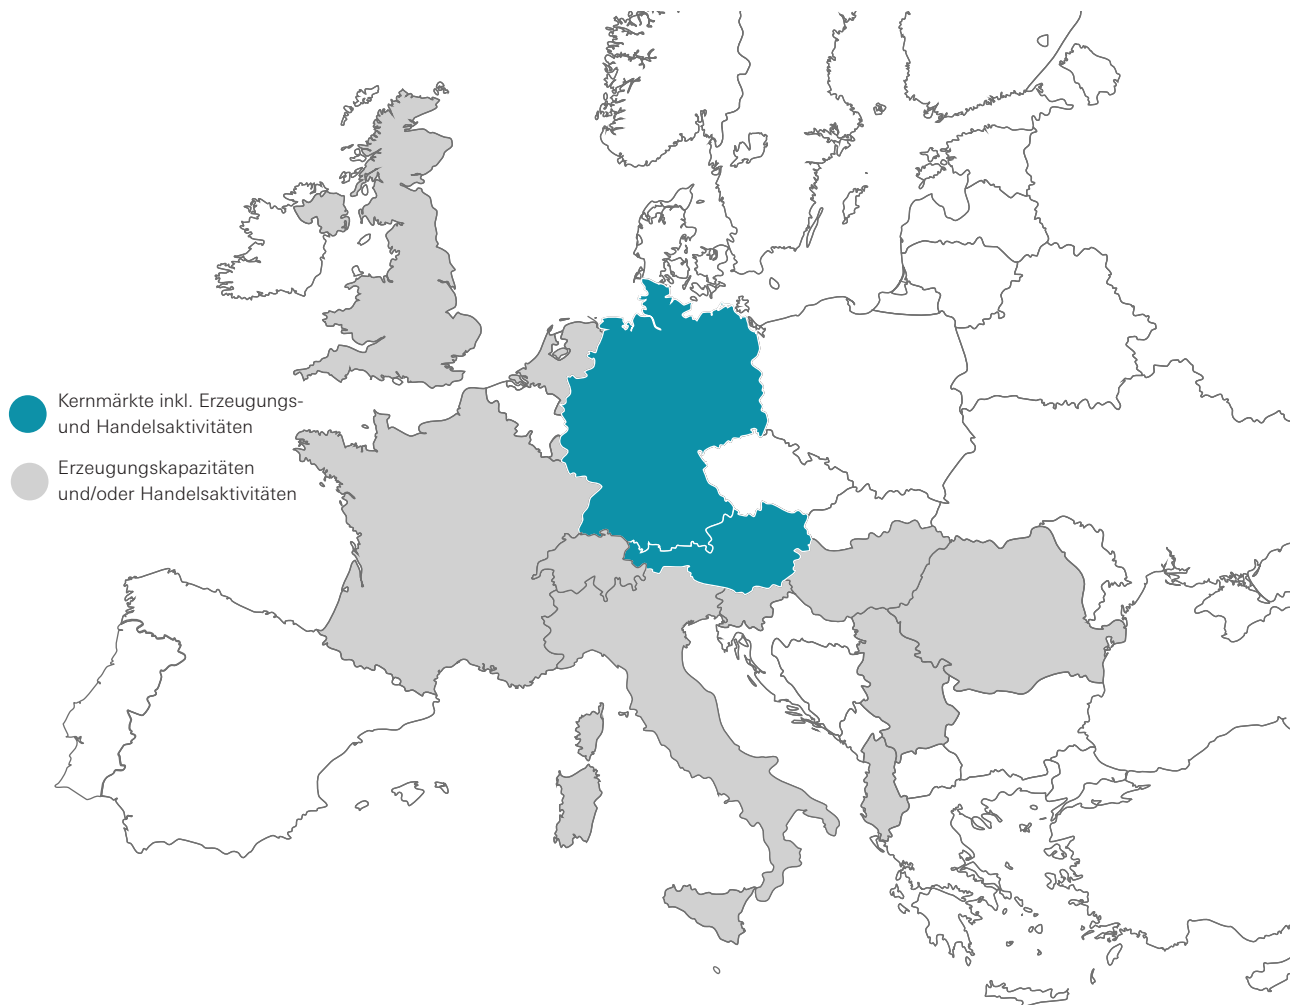 Kernmärkte inkl. Erzeugungs-
und Handelsaktivitäten
Erzeugungskapazitäten
und/oder Handelsaktivitäten